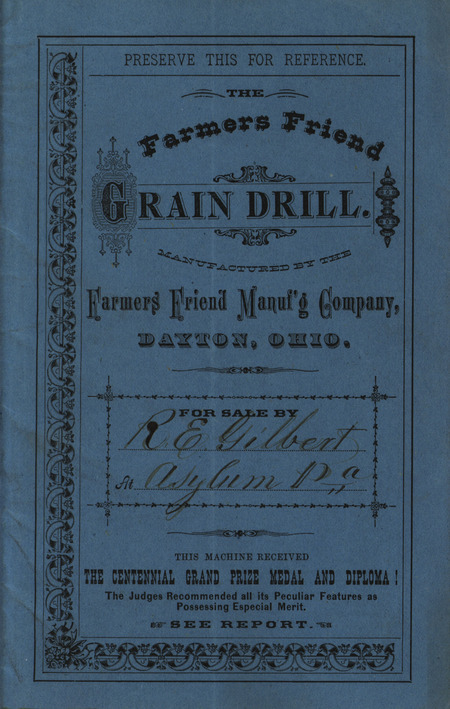 PRESERVE THIS FOR REFERENCE.
THE
Farmers Friend
GRAIN DRILL.
MANUFACTURED BY THE
Farmers Friend Manuf'g Company,
DAYTON, OHIO.
FOR SALE BY
R. E. Gilbert
At Asylum Pa
THIS MACHINE RECEIVED
THE CENTENNIAL GRAND PRIZE MEDAL AND DIPLOMA!
The Judges Recommended all its Peculiar Features as
Possessing Especial Merit.
SEE REPORT.